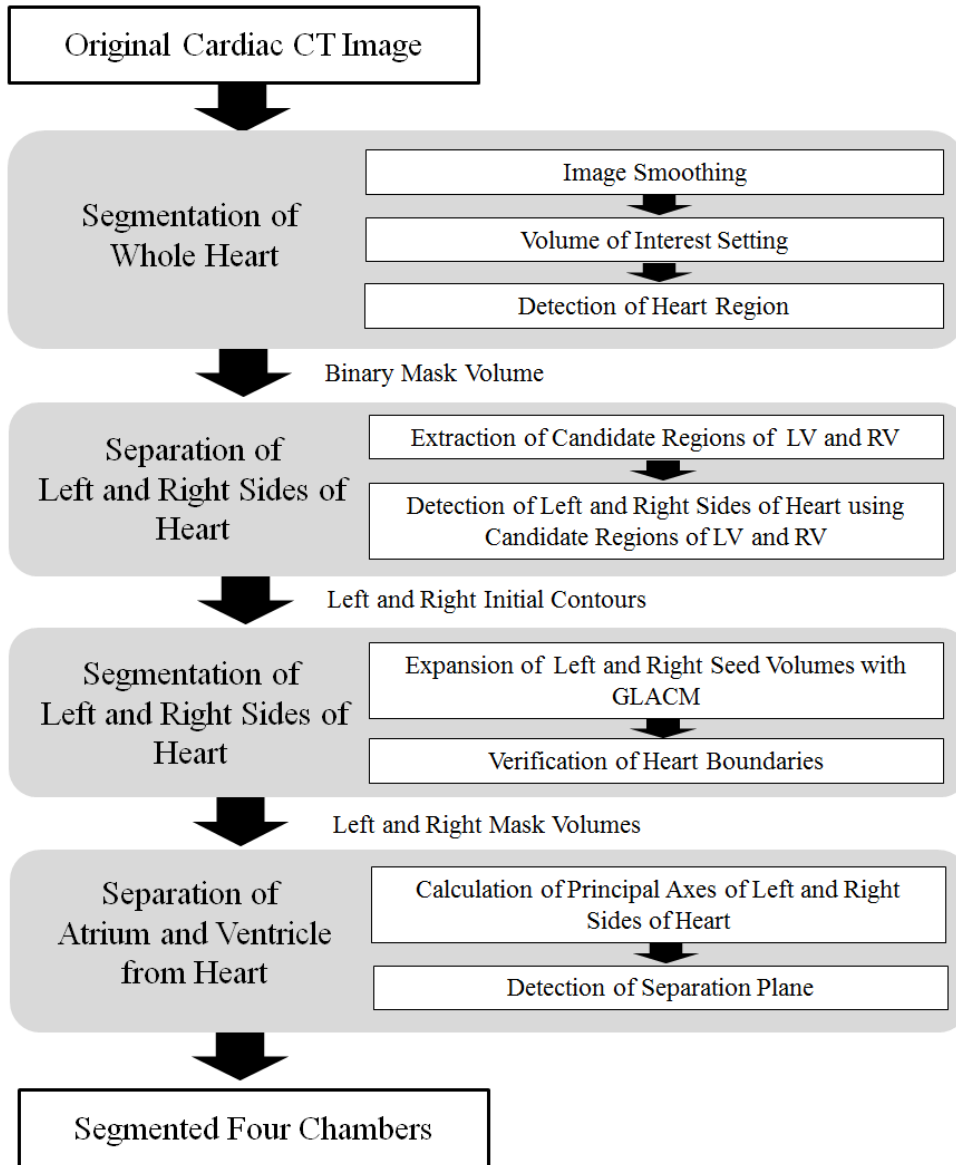 Original Cardiac CT Image
Segmentation of
Whole Heart
Image Smoothing
Volume of Interest Setting
Detection of Heart Region
Binary Mask Volume
Separation of
Left and Right Sides of
Heart
Extraction of Candidate Regions of LV and RV
Detection of Left and Right Sides of Heart using
Candidate Regions of LV and RV
Left and Right Initial Contours
Segmentation of
Left and Right Sides of
Heart
Expansion of Left and Right Seed Volumes with
GLACM
Verification of Heart Boundaries
Left and Right Mask Volumes
Separation of
Atrium and Ventricle
from Heart
Calculation of Principal Axes of Left and Right
Sides of Heart
Detection of Separation Plane
Segmented Four Chambers